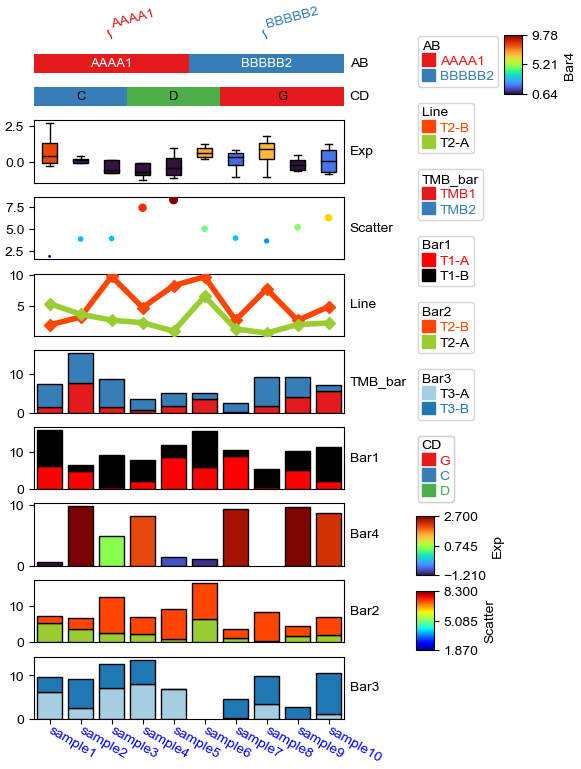 AAAA1
BBBBB2
AAAA1
BBBBB2
AB
C
D
G
CD
2.5
0.0
Exp
7.5
5.0
2.5
Scatter
10
5
Line
10
0
TMB_bar
10
0
Bar1
10
0
Bar4
10
0
Bar2
10
0
Bar3
sample1
sample2
sample3
sample4
sample5
sample6
sample7
sample8
sample9
sample10
AB
AAAA1
BBBBB2
9.78
5.21
0.64
Bar4
Line
T2-B
T2-A
TMB_bar
TMB1
TMB2
Bar1
T1-A
T1-B
Bar2
T2-B
T2-A
Bar3
T3-A
T3-B
CD
G
C
D
2.700
0.745
−1.210
Exp
8.300
5.085
1.870
Scatter